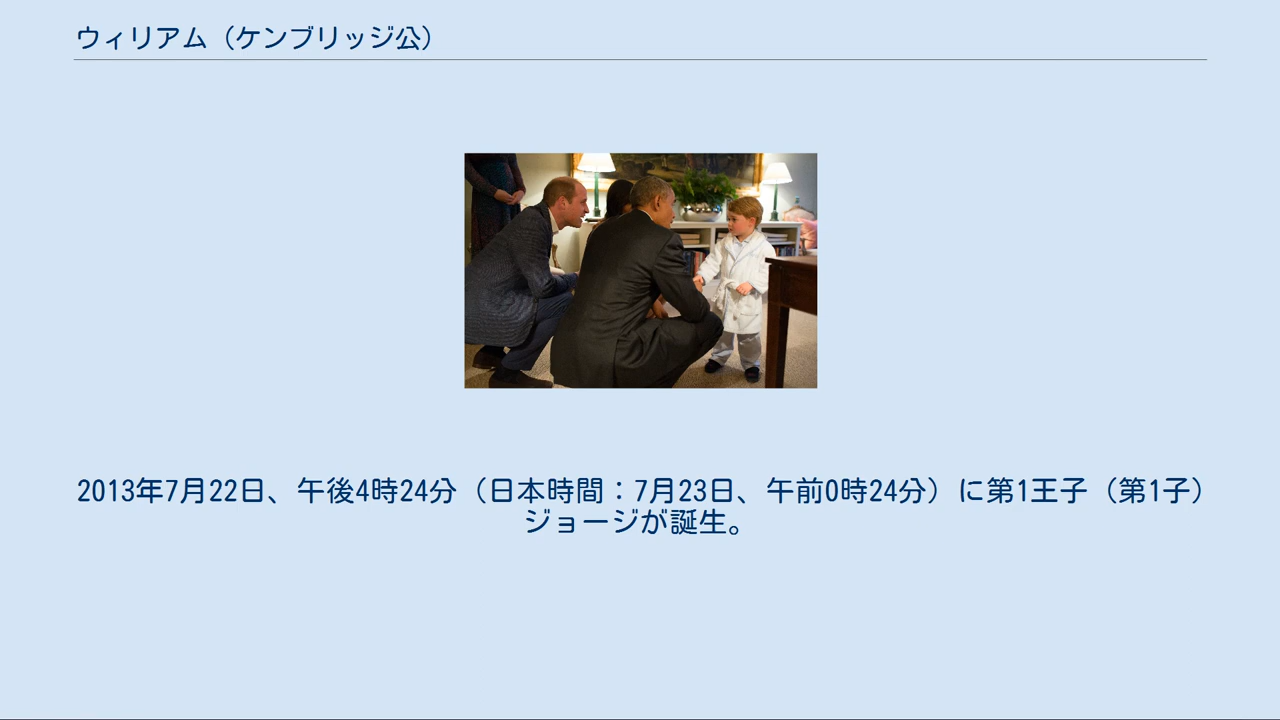 ウィリアム（ケンブリッジ公）
2013年7月22日、午後4時24分（日本時間：7月23日、午前0時24分）に第1王子（第1子）
ジョージが誕生。